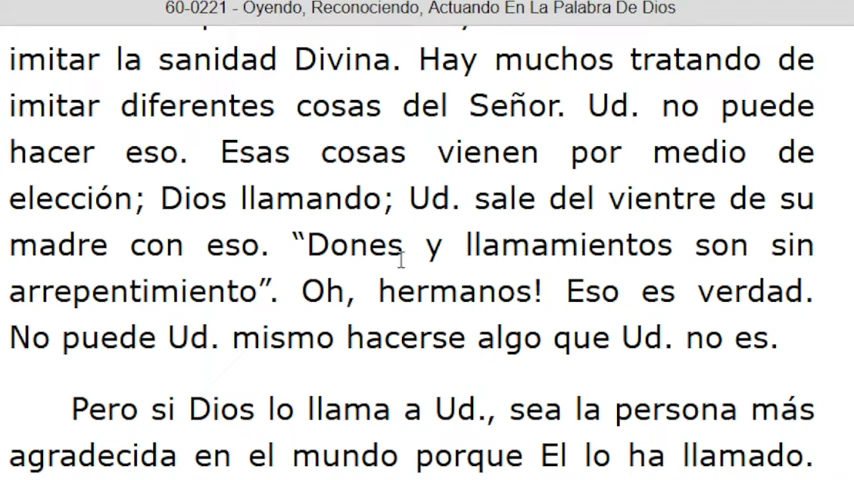 60-0221 - Oyendo, Reconociendo, Actuando En La Palabra De Dios
imitar la sanidad Divina. Hay muchos tratando de
imitar diferentes cosas del Señor. Ud. no puede
hacer eso. Esas cosas vienen por medio de
elección; Dios llamando; Ud. sale del vientre de su
madre con eso. “Dones y llamamientos son sin
arrepentimiento”. Oh, hermanos! Eso es verdad.
No puede Ud. mismo hacerse algo que Ud. no es.
Pero si Dios lo llama a Ud., sea la persona más
agradecida en el mundo porque El lo ha llamado.